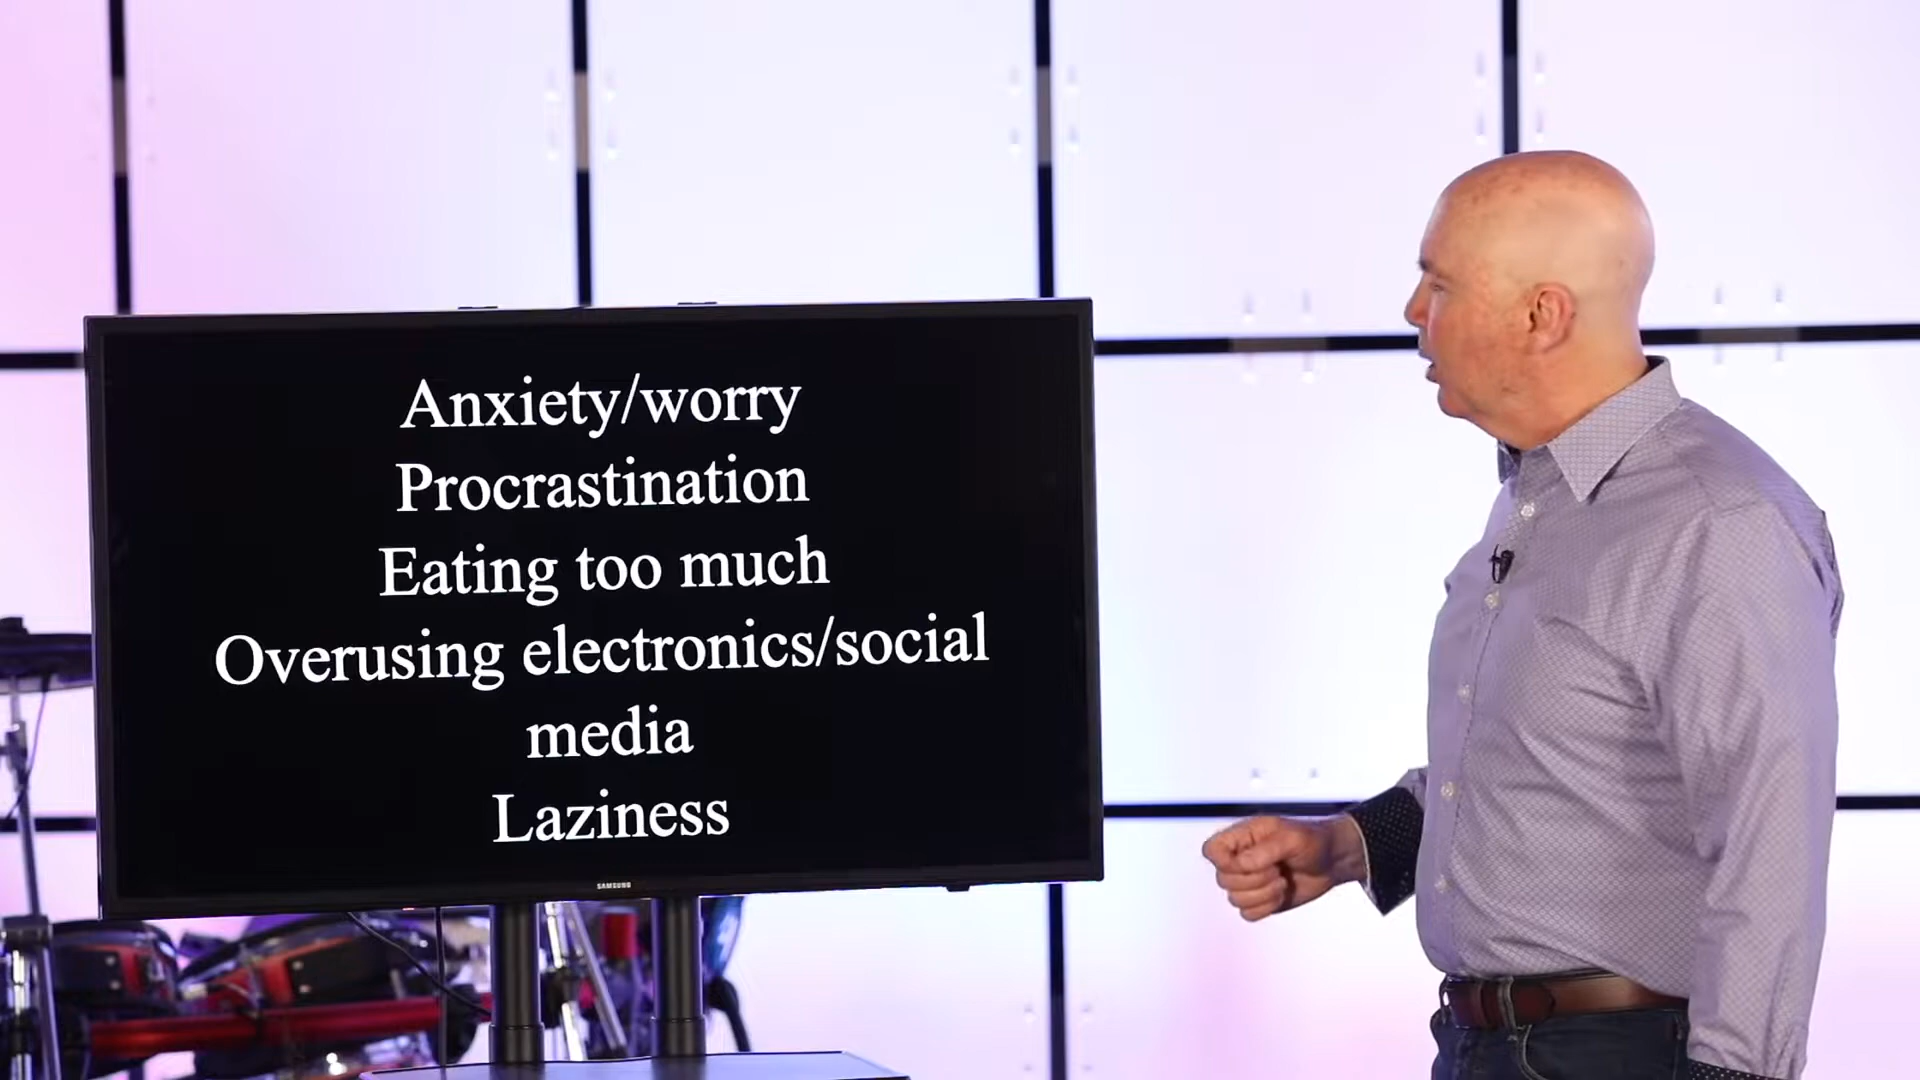 Anxiety/worry
Procrastination
Eating too much
Overusing electronics/social
media
Laziness
SAMSUNG